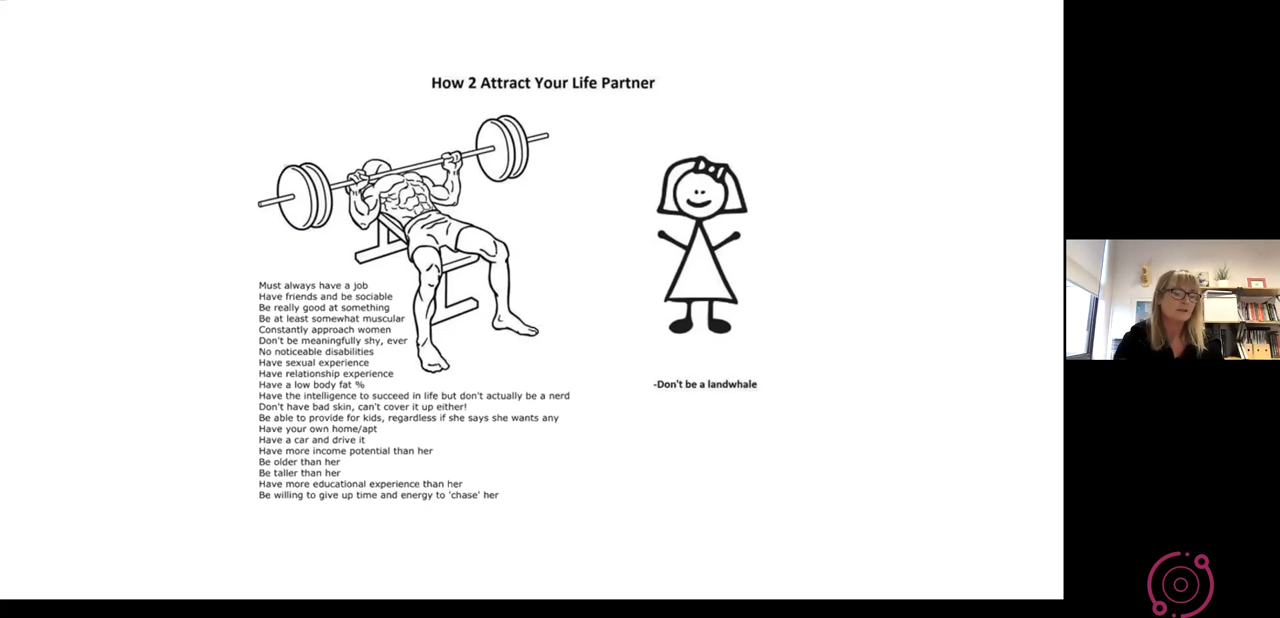 How 2 Attract Your Life Partner
Must always have a job
Have friends and be sociable
Be really good at something
Be at least somewhat muscular
Constantly approach women
Don't be meaningfully shy, ever
No noticeable disabilities
Have sexual experience
Have relationship experience
Have a low body fat %
Have the intelligence to succeed in life but don't actually be a nerd
Don't have bad skin, can't cover it up either!
Be able to provide for kids, regardless if she says she wants any
Have your own home/apt
Have a car and drive it
Have more income potential than her
Be older than her
Be taller than her
Have more educational experience than her
Be willing to give up time and energy to 'chase' her
-Don't be a landwhale